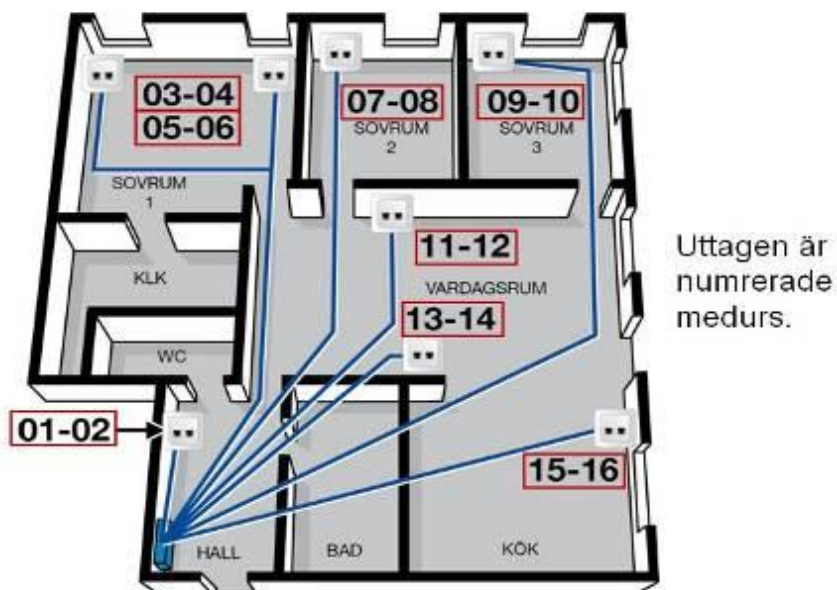 03-04
05-06
07-08
09-10
SOVRUM
1
SOVRUM
2
SOVRUM
3
11-12
VARDAGSRUM
13-14
KLK
WC
01-02
15-16
HALL
BAD
KÖK
Uttagen är
numrerade
medurs.